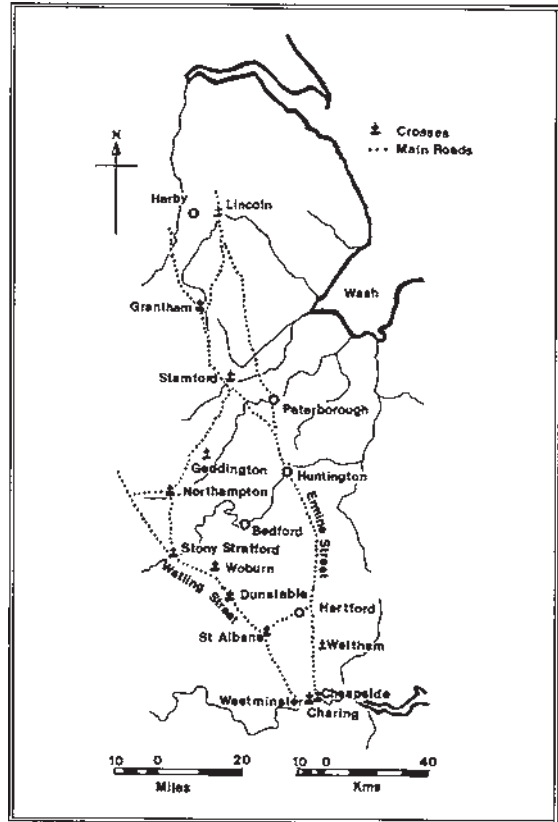 N
Crosses
Main Roads
Harby
Lincoln
Grantham
Wash
Stamford
Peterborough
Geddington
Huntington
Northampton
Ermine Street
Bedford
Stony Stratford
Woburn
Watling Street
Dunstable
Hertford
St Albans
Waltham
Westminster
Cheapside
Charing
10 0 20
Miles
10 0 40
Kms